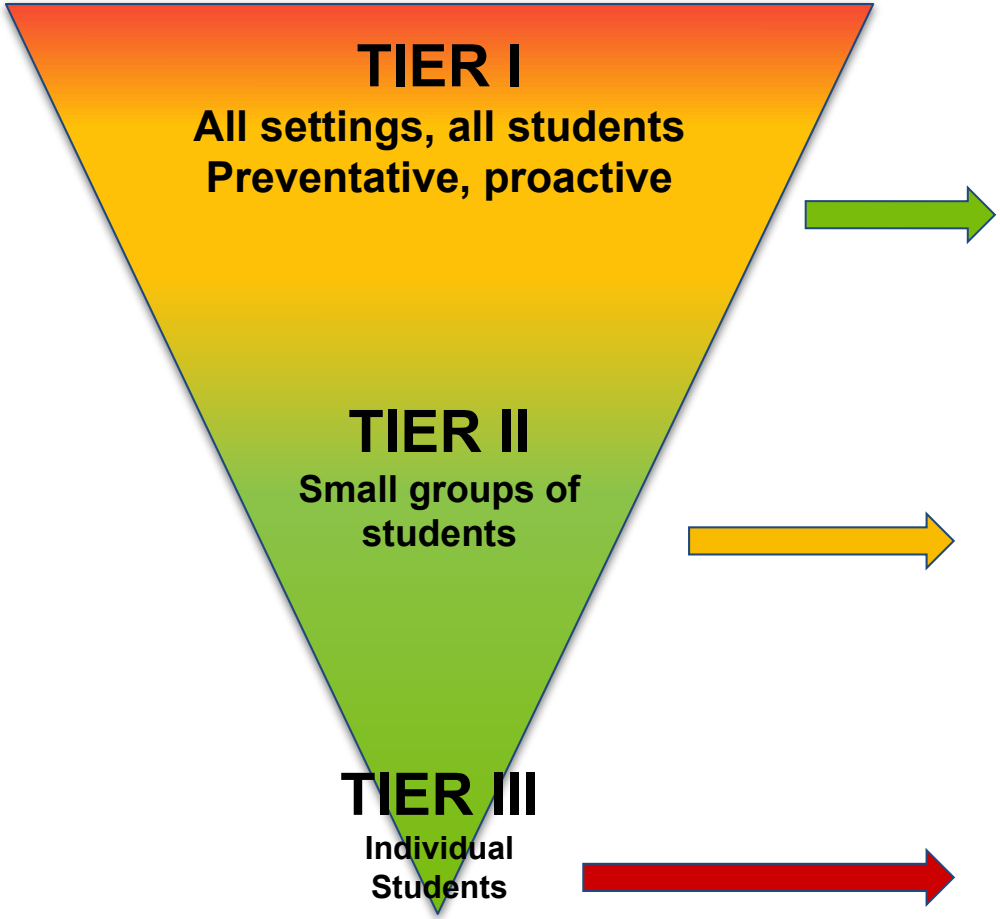 TIER I
All settings, all students
Preventative, proactive
TIER II
Small groups of
students
TIER III
Individual
Students